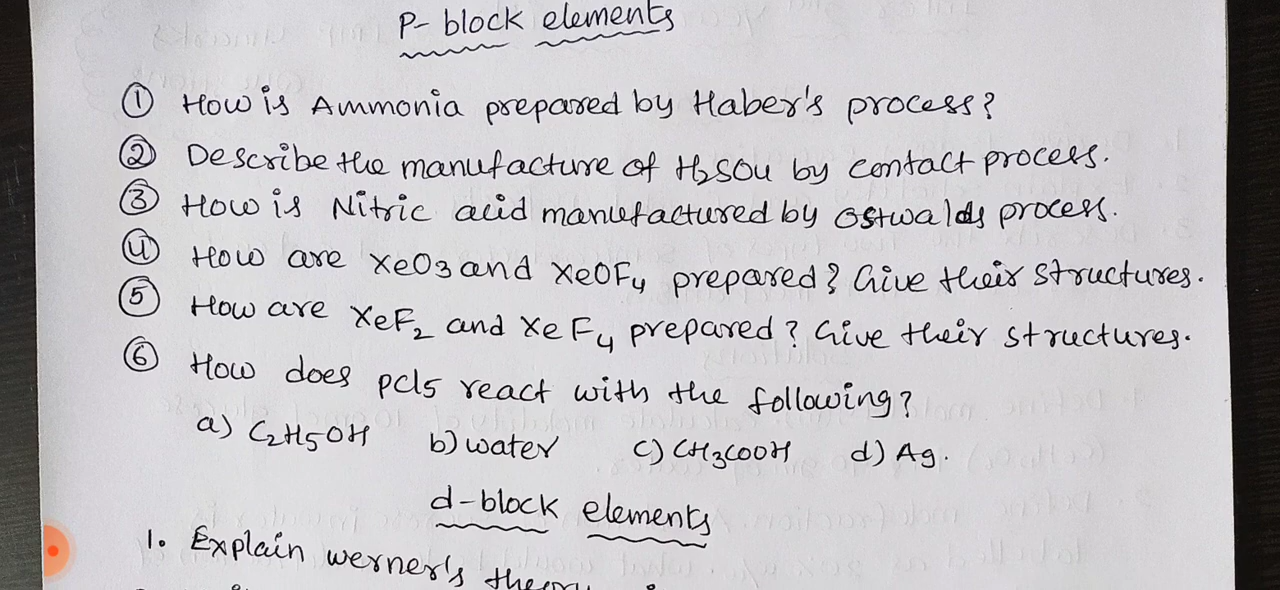 P-block elements
① How is Ammonia prepared by Haber's process?
② Describe the manufacture of H2SO4 by contact process.
③ How is Nitric acid manufactured by Ostwalds process.
④ How are XeO3 and XeOF4 prepared? Give their structures.
⑤ How are XeF2 and XeF4 prepared? Give their structures.
⑥ How does pcl5 react with the following?
a) C2H5OH b) water c) CH3COOH d) Ag.
d-block elements
1. Explain werner's theory